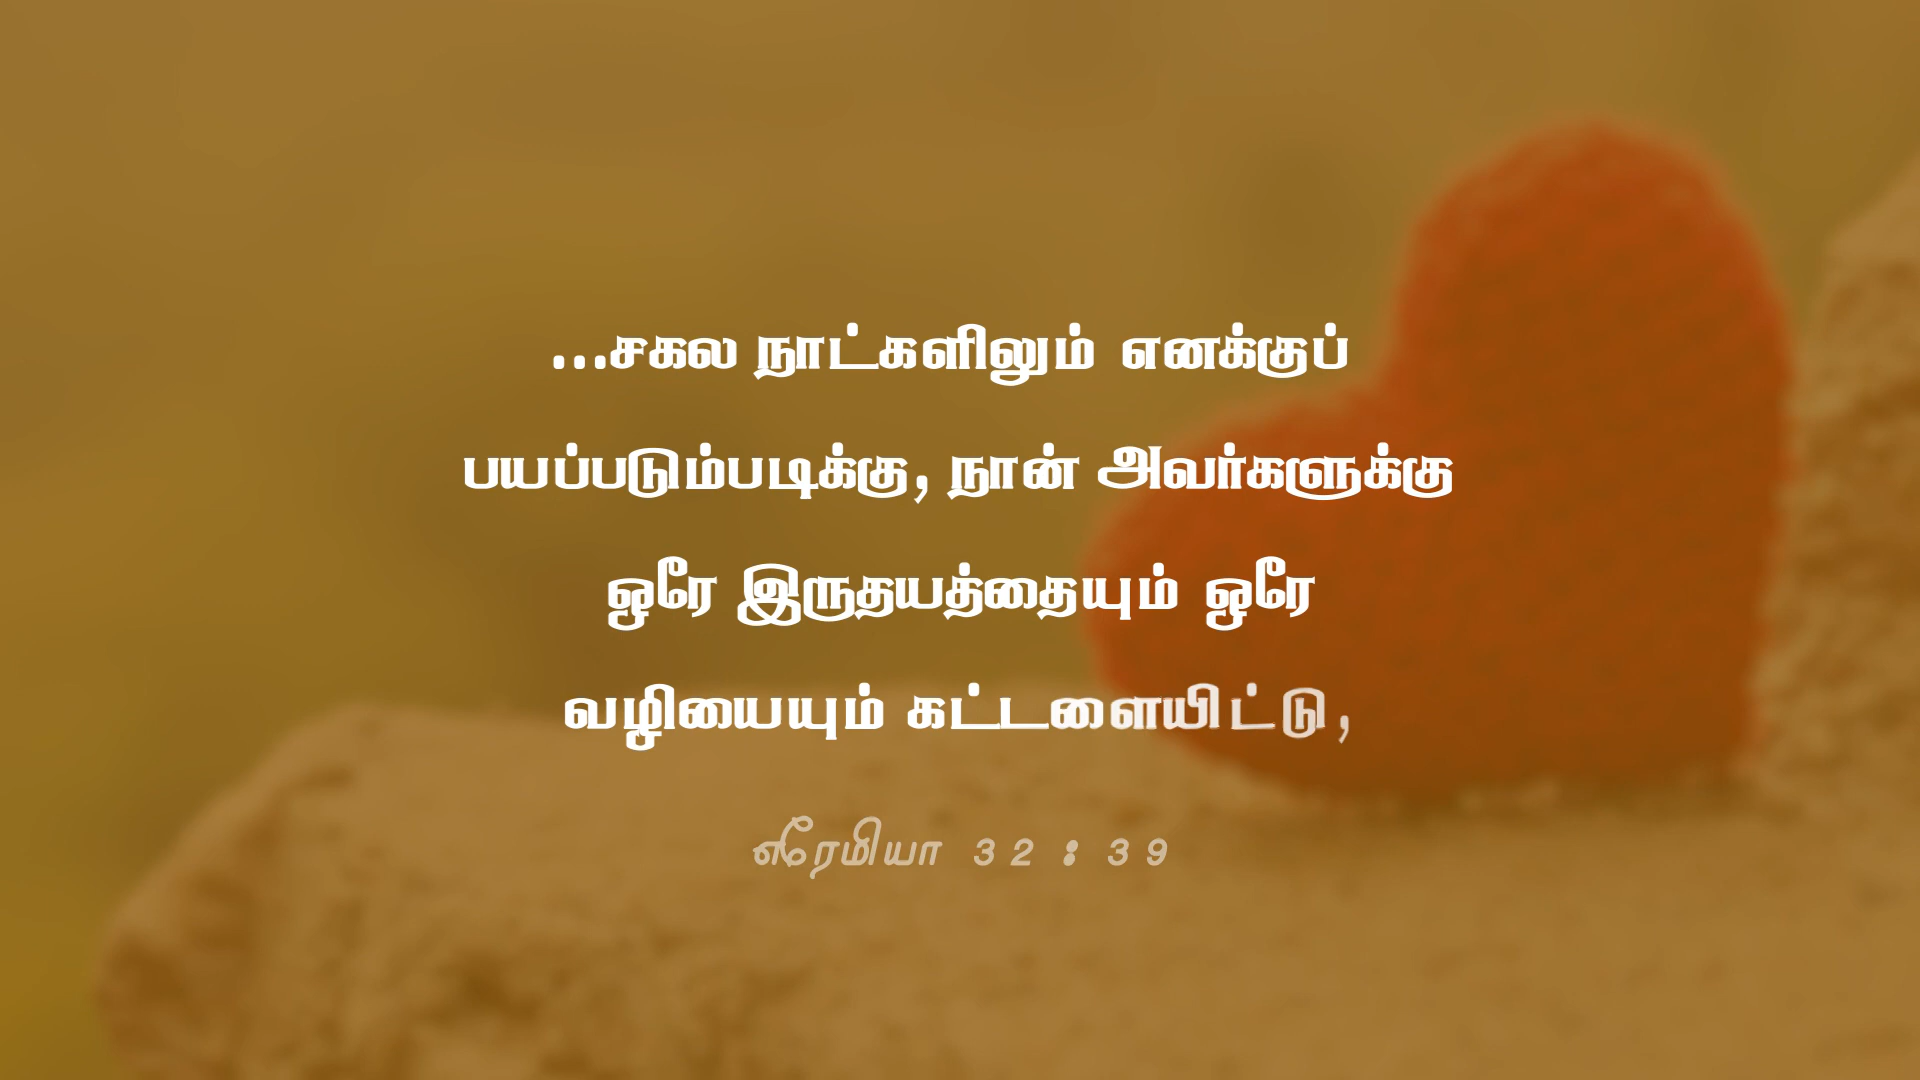 ...சகல நாட்களிலும் எனக்குப்
பயப்படும்படிக்கு, நான் அவர்களுக்கு
ஒரே இருதயத்தையும் ஒரே
வழியையும் கட்டளையிட்டு,
எரேமியா 32 : 39